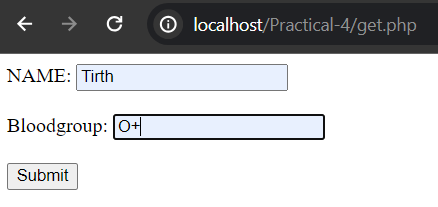 localhost/Practical-4/get.php
NAME: Tirth
Bloodgroup: O+
Submit